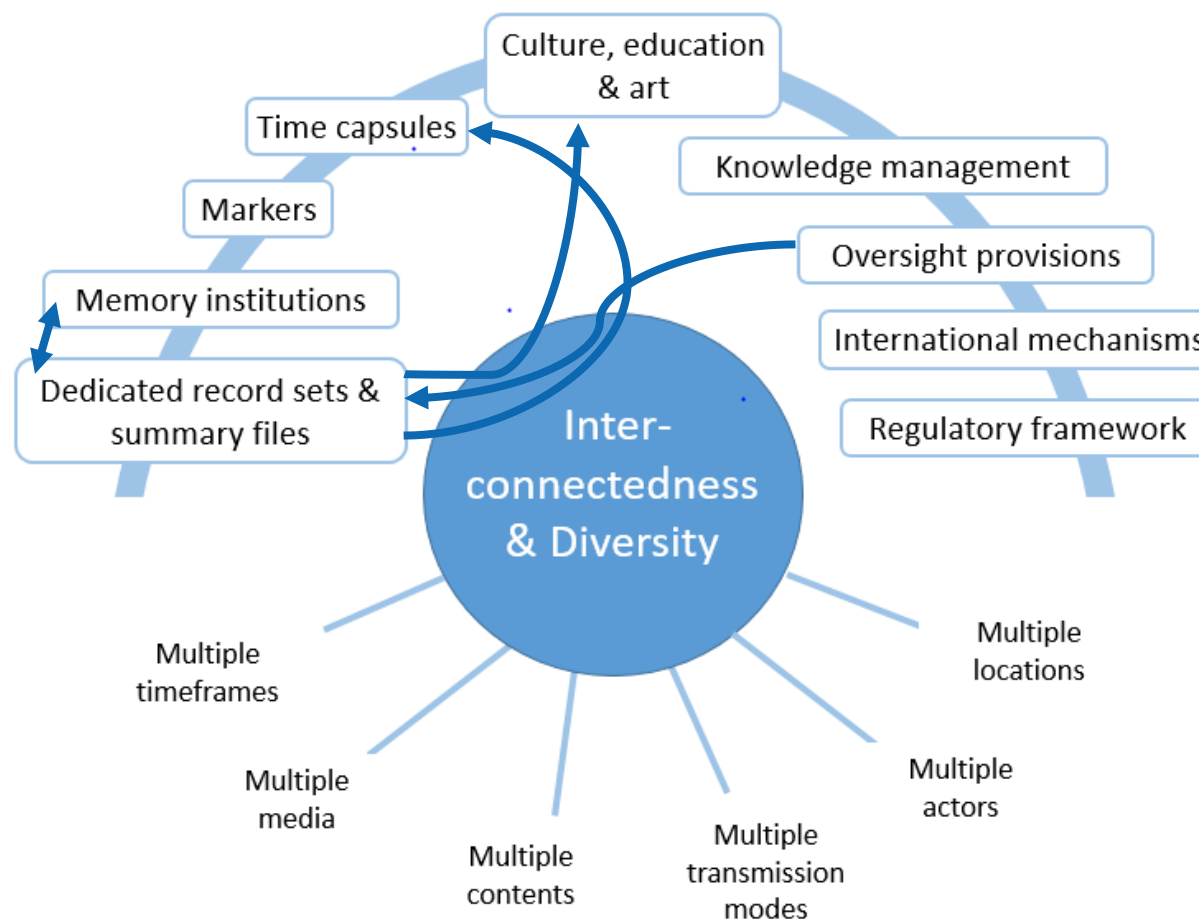 Culture, education
& art
Time capsules
Knowledge management
Markers
Oversight provisions
Memory institutions
International mechanisms
Dedicated record sets &
summary files
Regulatory framework
Inter-
connectedness
& Diversity
Multiple
timeframes
Multiple
locations
Multiple
media
Multiple
actors
Multiple
contents
Multiple
transmission
modes